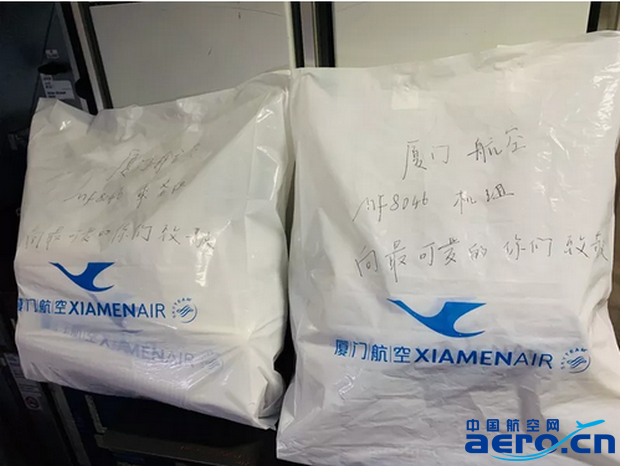 厦门航空
MF8046
向最可爱的你们致敬
厦门航空 XIAMENAIR
厦门 航空
MF8046 机组
向最可爱的你们致敬
厦门航空 XIAMENAIR
SKYTEAM
中国航空网
aero.cn